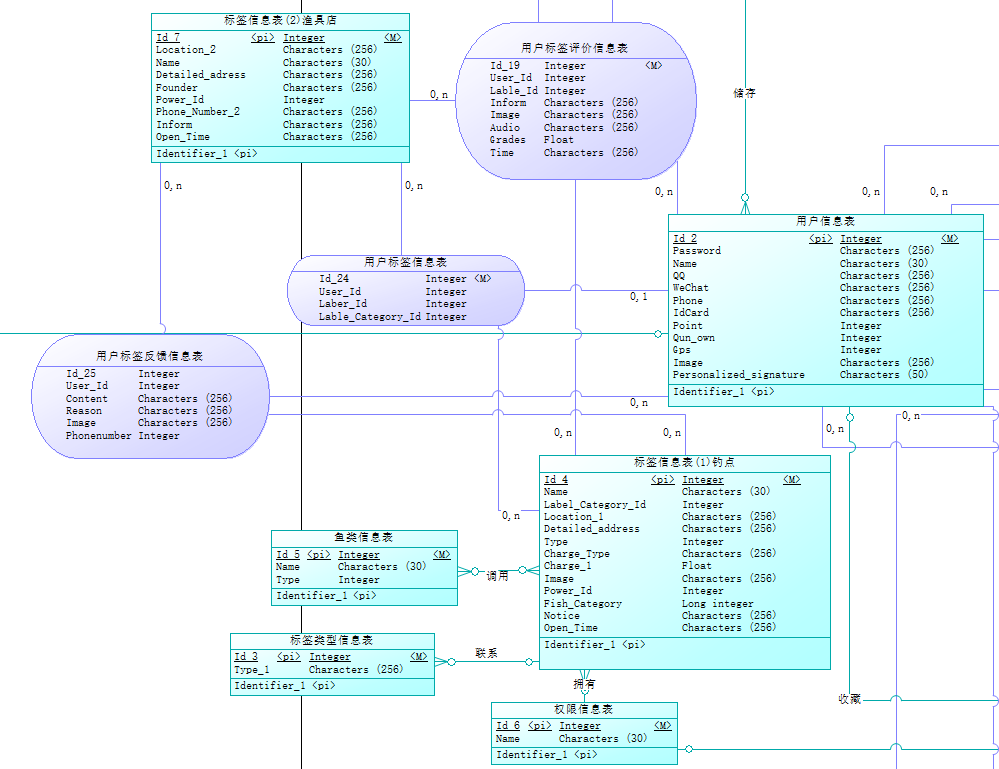 标签信息表(2)渔具店
Id_7 <pi> Integer <M>
Location_2 Characters (256)
Name Characters (30)
Detailed_adress Characters (256)
Founder Characters (256)
Power_Id Integer
Phone_Number_2 Characters (256)
Inform Characters (256)
Open_Time Characters (256)
Identifier_1 <pi>
用户标签评价信息表
Id_19 Integer <M>
User_Id Integer
Lable_Id Integer
Inform Characters (256)
Image Characters (256)
Audio Characters (256)
Grades Float
Time Characters (256)
0,n
储存
0,n
0,n
0,n
0,n
0,n
用户信息表
Id_2 <pi> Integer <M>
Password Characters (256)
Name Characters (30)
QQ Characters (256)
WeChat Characters (256)
Phone Characters (256)
IdCard Characters (256)
Point Integer
Qun_own Integer
Gps Integer
Image Characters (256)
Personalized_signature Characters (50)
Identifier_1 <pi>
用户标签信息表
Id_24 Integer <M>
User_Id Integer
Laber_Id Integer
Lable_Category_Id Integer
0,1
用户标签反馈信息表
Id_25 Integer
User_Id Integer
Content Characters (256)
Reason Characters (256)
Image Characters (256)
Phonenumber Integer
0,n
0,n
0,n
0,n
0,n
标签信息表(1)钓点
Id_4 <pi> Integer <M>
Name Characters (30)
Label_Category_Id Integer
Location_1 Characters (256)
Detailed_address Characters (256)
Type Integer
Charge_Type Characters (256)
Charge_1 Float
Image Characters (256)
Power_Id Integer
Fish_Category Long integer
Notice Characters (256)
Open_Time Characters (256)
Identifier_1 <pi>
0,n
鱼类信息表
Id_5 <pi> Integer <M>
Name Characters (30)
Type Integer
Identifier_1 <pi>
调用
标签类型信息表
Id_3 <pi> Integer <M>
Type_1 Characters (256)
Identifier_1 <pi>
联系
拥有
收藏
权限信息表
Id_6 <pi> Integer <M>
Name Characters (30)
Identifier_1 <pi>